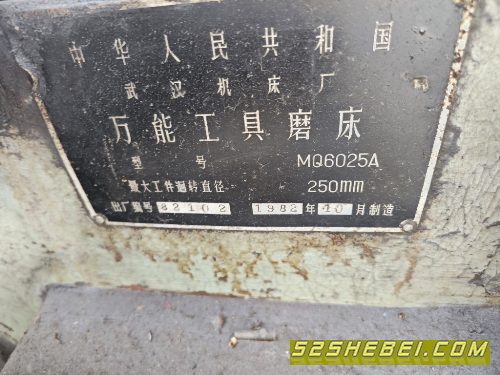 中华人民共和国
武汉机床厂
万能工具磨床
型号 MQ6025A
最大工件回转直径 250mm
出厂编号 82102 1982年10月制造
52SHEBEI.COM